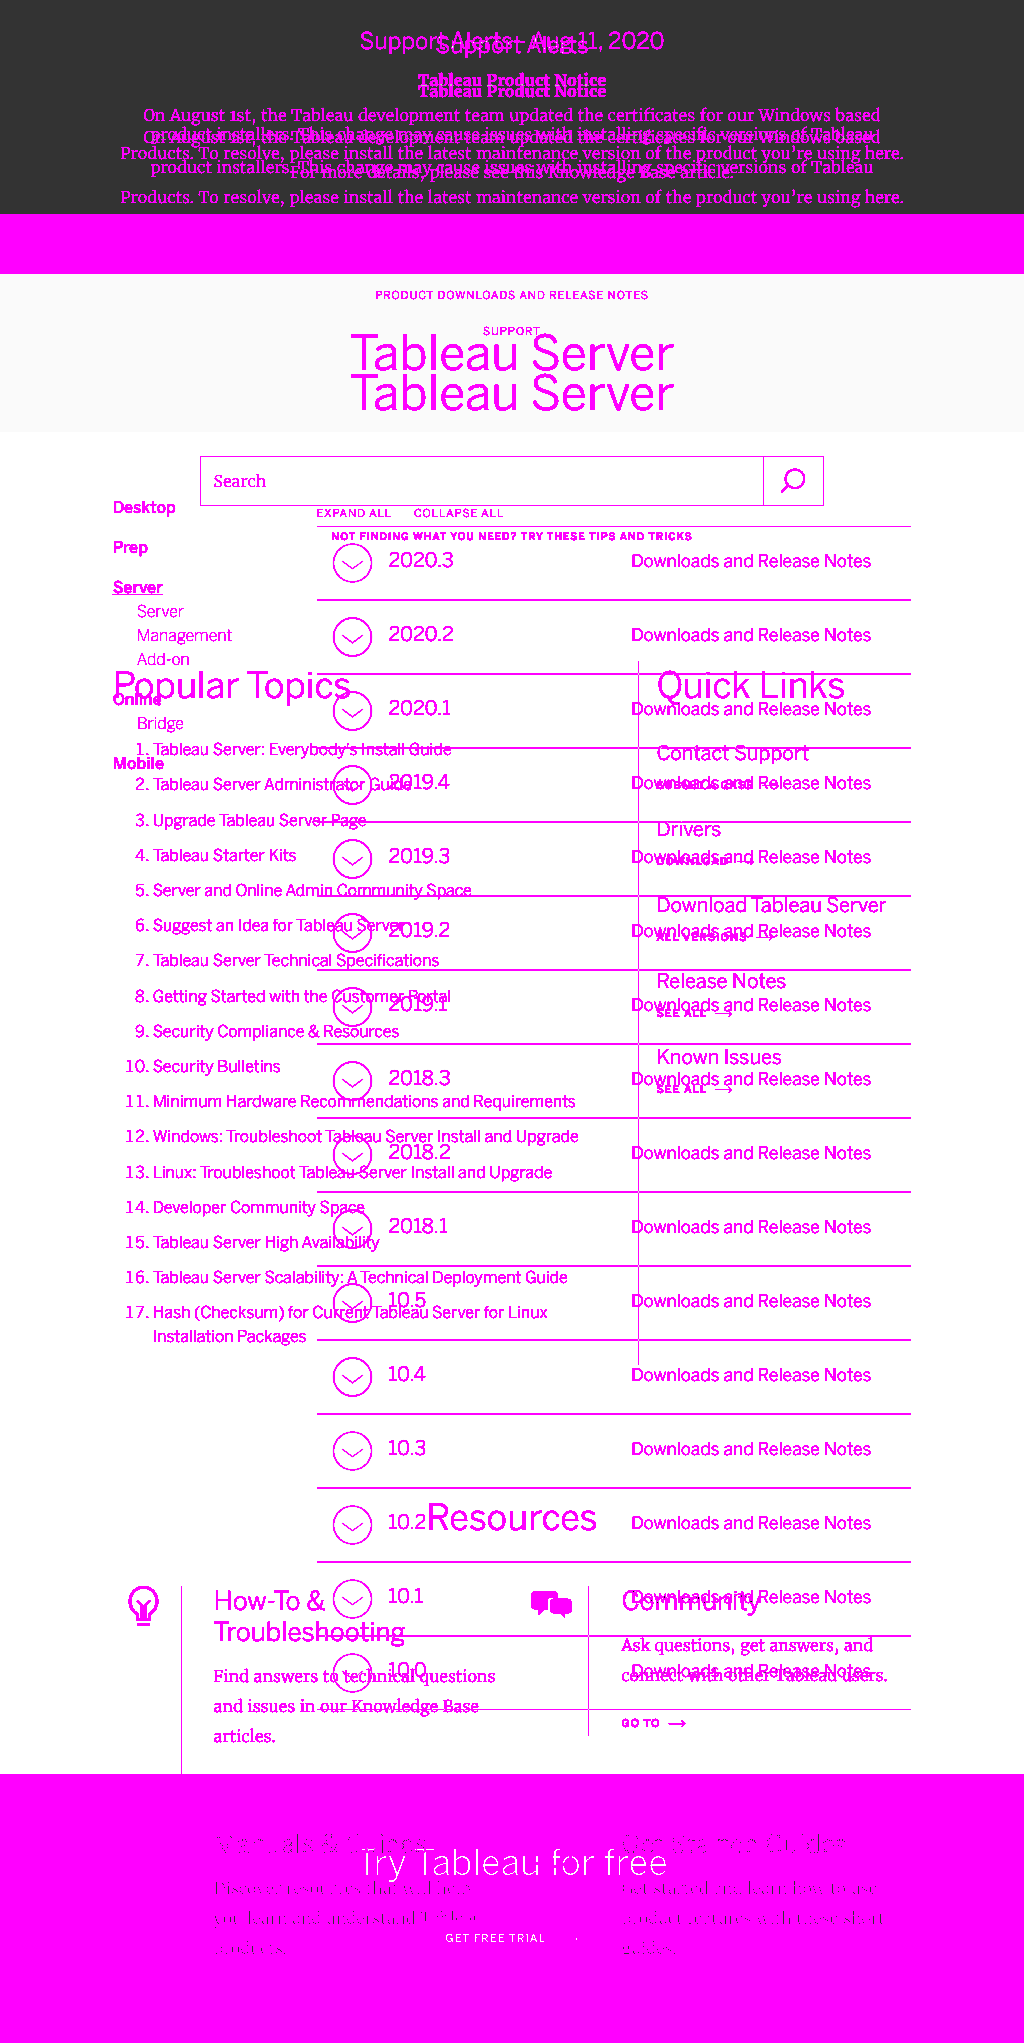 Support Alerts - Aug 11, 2020
Support Alerts
Tableau Product Notice
Tableau Product Notice
On August 1st, the Tableau development team updated the certificates for our Windows based
product installers. This change may cause issues with installing specific versions of Tableau
On August 1st, the Tableau development team updated the certificates for our Windows based
Products. To resolve, please install the latest maintenance version of the product you're using here.
product installers. This change may cause issues with installing specific versions of Tableau
For more details, please see this Knowledge Base article.
Products. To resolve, please install the latest maintenance version of the product you're using here.
PRODUCT DOWNLOADS AND RELEASE NOTES
SUPPORT
Tableau Server
Tableau Server
Search
Desktop
EXPAND ALL COLLAPSE ALL
NOT FINDING WHAT YOU NEED? TRY THESE TIPS AND TRICKS
Prep
2020.3 Downloads and Release Notes
Server
Server
Management
2020.2 Downloads and Release Notes
Add-on
Popular Topics
Quick Links
Online
2020.1 Downloads and Release Notes
Bridge
1. Tableau Server: Everybody's Install Guide
Contact Support
Mobile
2. Tableau Server Administrator Guide
2019.4 Downloads and Release Notes
3. Upgrade Tableau Server Page
Drivers
4. Tableau Starter Kits
2019.3 Downloads and Release Notes
DOWNLOAD
5. Server and Online Admin Community Space
Download Tableau Server
6. Suggest an Idea for Tableau Server
2019.2 Downloads and Release Notes
ALL VERSIONS
7. Tableau Server Technical Specifications
Release Notes
8. Getting Started with the Customer Portal
2019.1 Downloads and Release Notes
SEE ALL
9. Security Compliance & Resources
Known Issues
10. Security Bulletins
2018.3 Downloads and Release Notes
SEE ALL
11. Minimum Hardware Recommendations and Requirements
12. Windows: Troubleshoot Tableau Server Install and Upgrade
2018.2 Downloads and Release Notes
13. Linux: Troubleshoot Tableau Server Install and Upgrade
14. Developer Community Space
2018.1 Downloads and Release Notes
15. Tableau Server High Availability
16. Tableau Server Scalability: A Technical Deployment Guide
10.5 Downloads and Release Notes
17. Hash (Checksum) for Current Tableau Server for Linux
Installation Packages
10.4 Downloads and Release Notes
10.3 Downloads and Release Notes
10.2 Downloads and Release Notes
Resources
10.1 Downloads and Release Notes
How-To &
Troubleshooting
Community
Ask questions, get answers, and
connect with other Tableau users.
10.0 Downloads and Release Notes
Find answers to technical questions
and issues in our Knowledge Base
articles.
GO TO
Try Tableau for free
GET FREE TRIAL